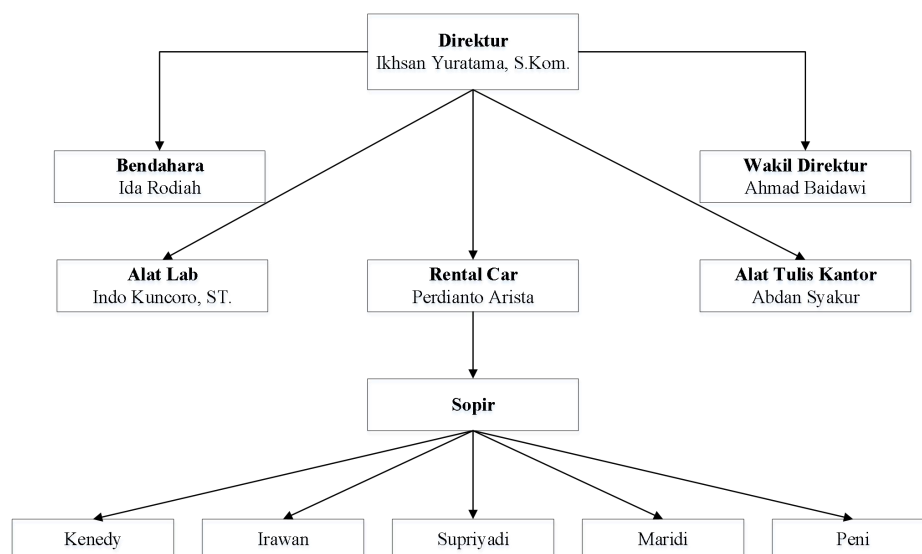 Direktur
Ikhsan Yuratama, S.Kom.
Bendahara
Ida Rodiah
Wakil Direktur
Ahmad Baidawi
Alat Lab
Indo Kuncoro, ST.
Rental Car
Perdianto Arista
Alat Tulis Kantor
Abdan Syakur
Sopir
Kenedy
Irawan
Supriyadi
Maridi
Peni